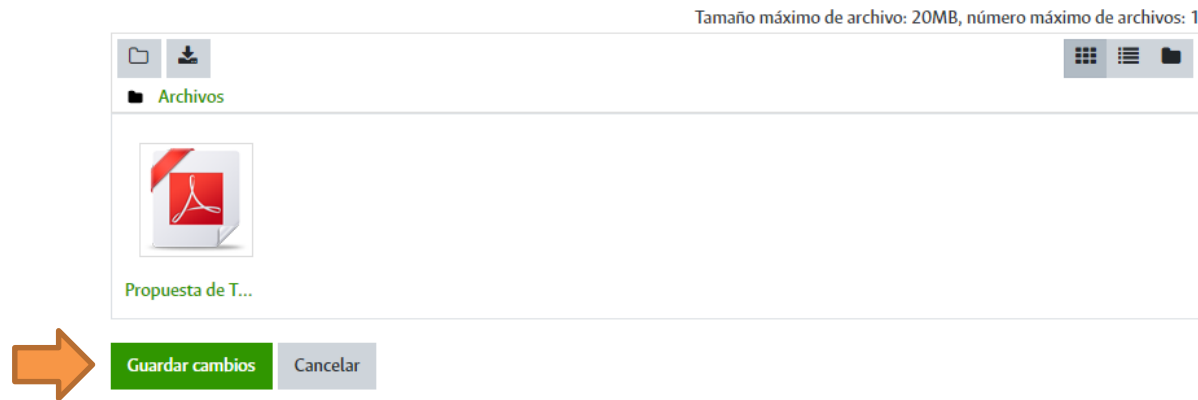 Tamaño máximo de archivo: 20MB, número máximo de archivos: 1
Archivos
Propuesta de T...
Guardar cambios Cancelar